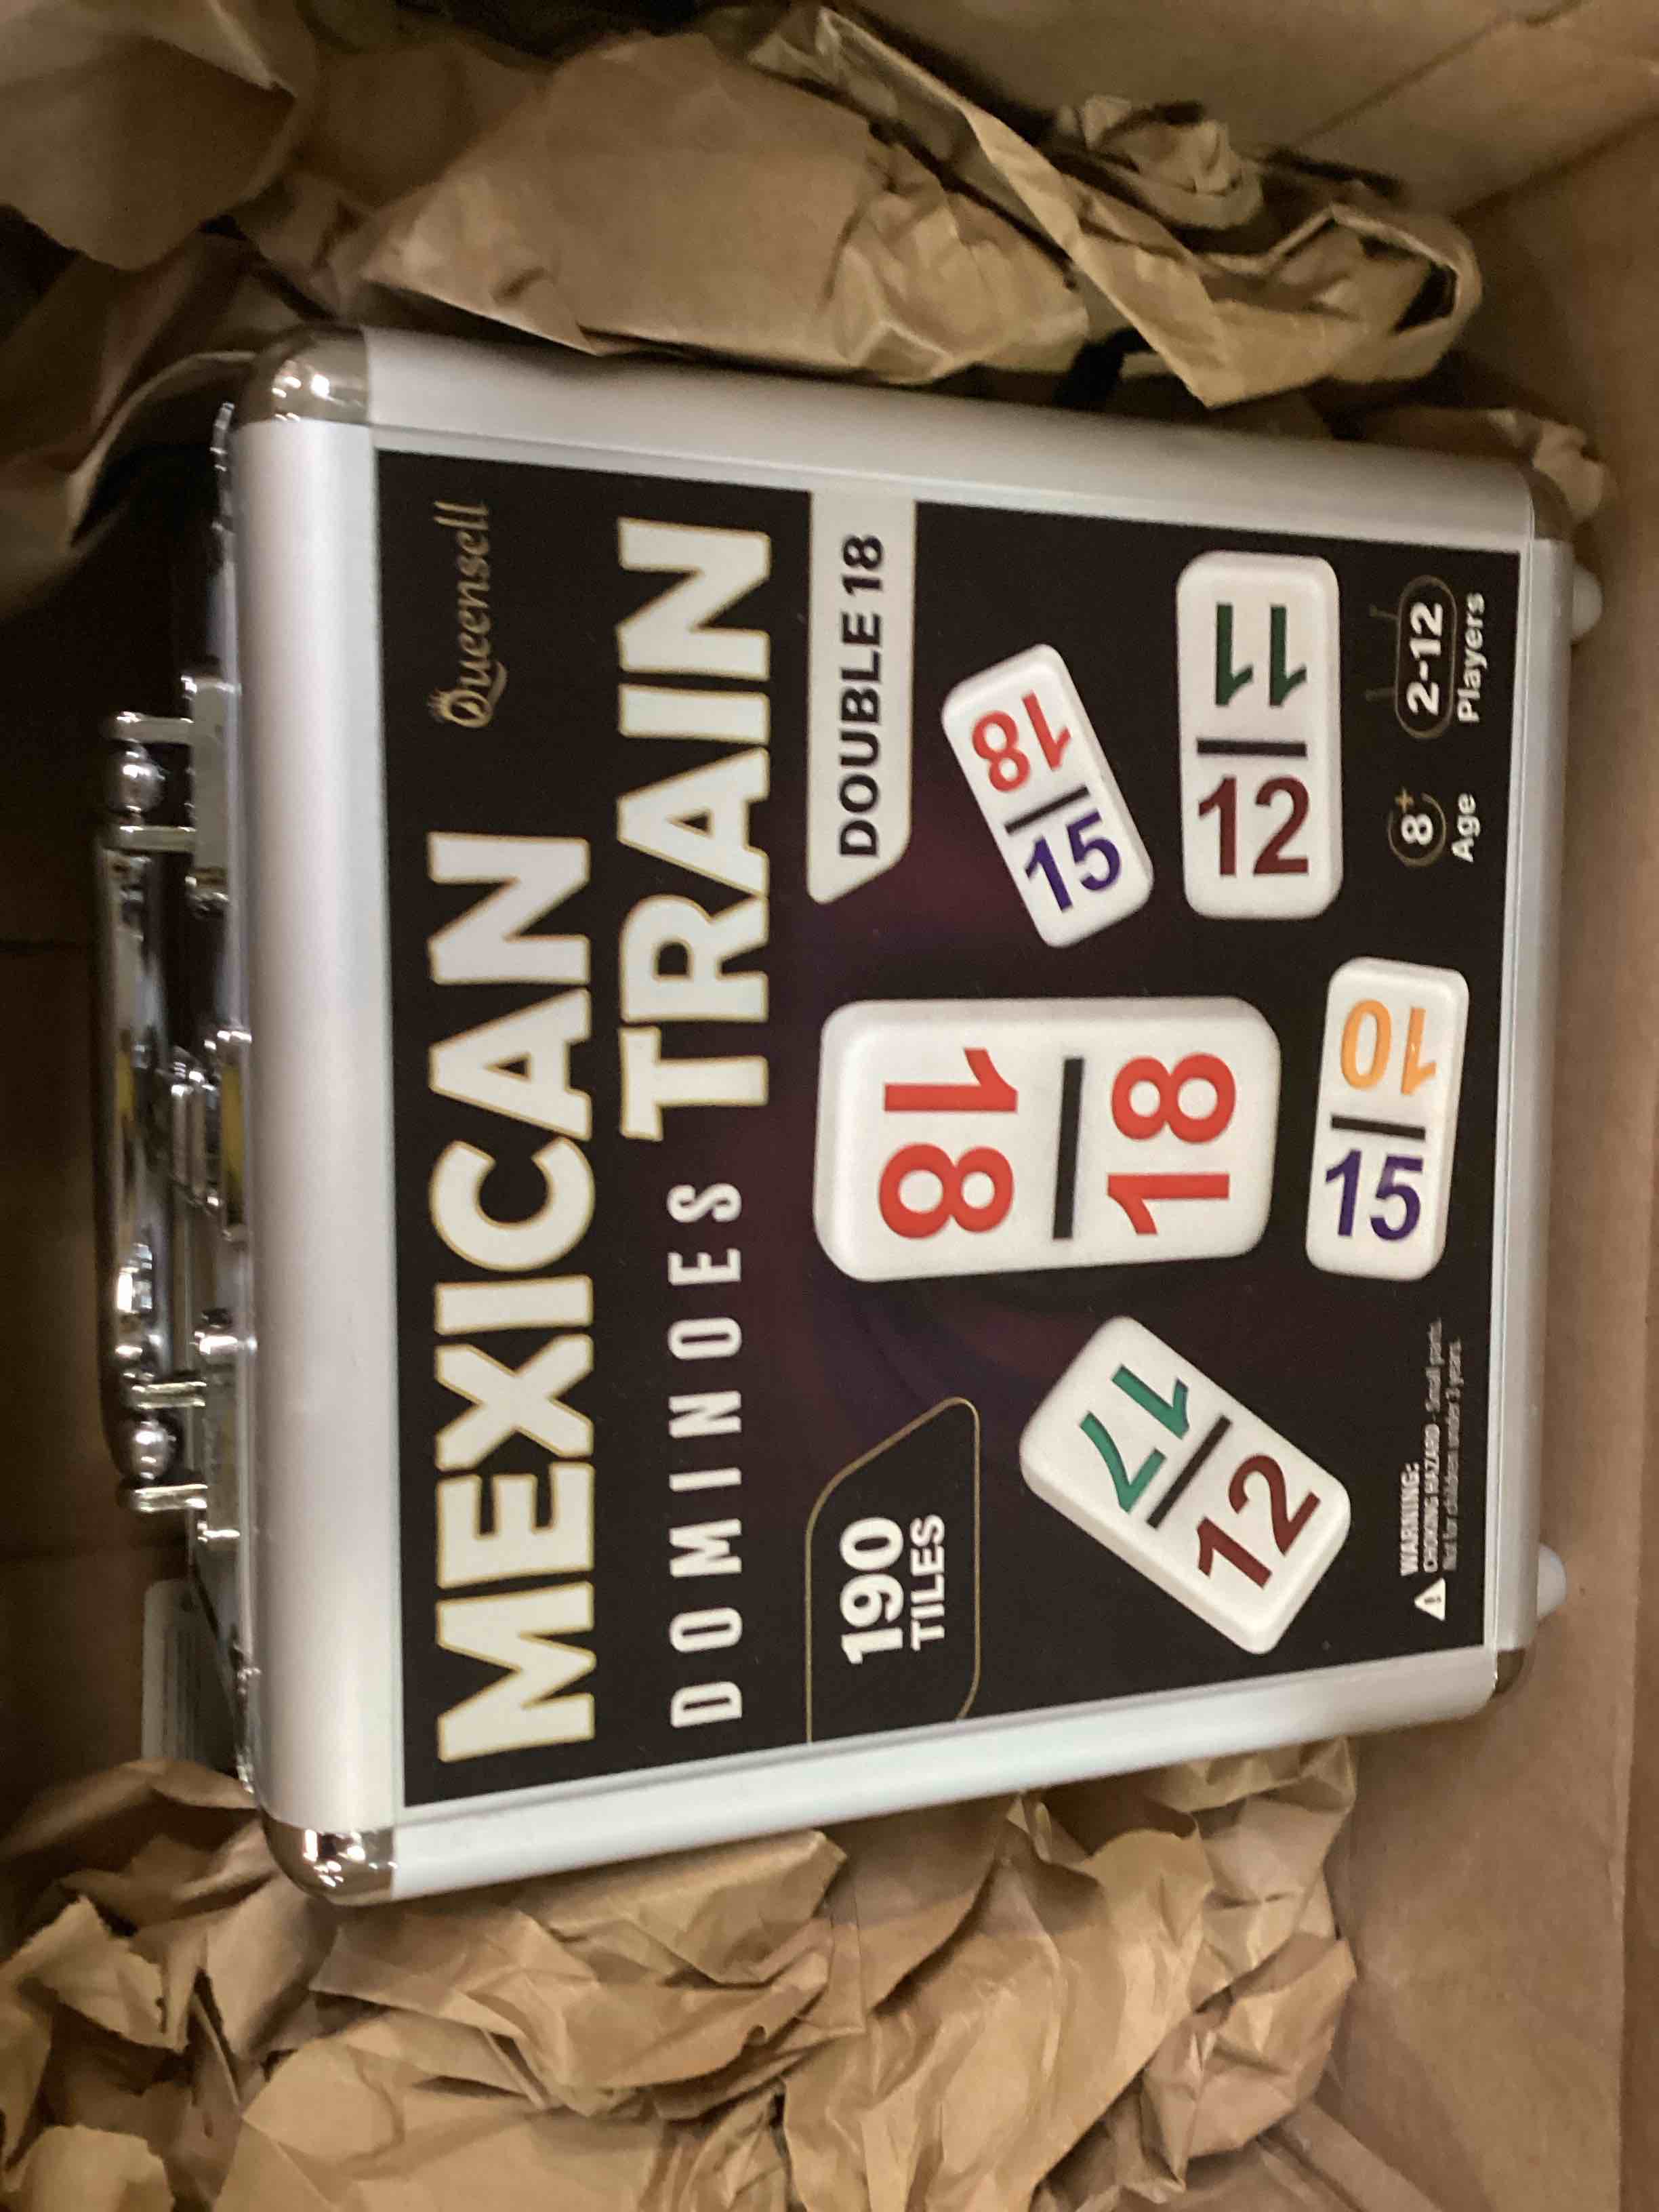 Queensell
MEXICAN
DOMINOES TRAIN
190
TILES
DOUBLE 18
18
18
15
18
17
12
12
11
15
10
WARNING:
CHOKING HAZARD - Small parts.
Not for children under 3 years.
8+
Age
2-12
Players